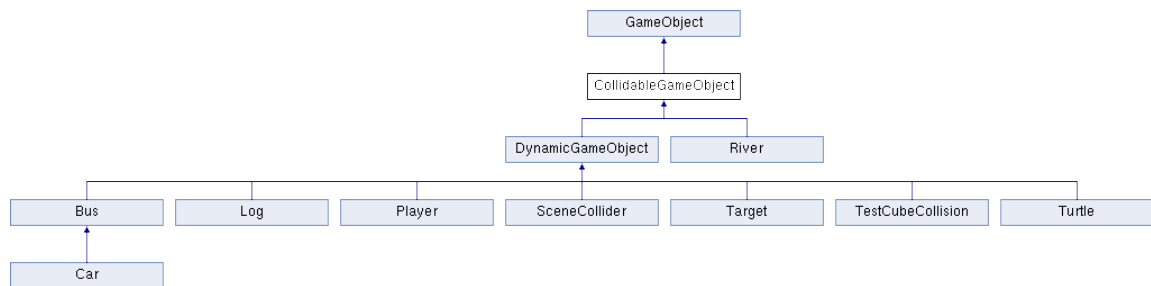 GameObject
CollidableGameObject
DynamicGameObject River
Bus Log Player SceneCollider Target TestCubeCollision Turtle
Car